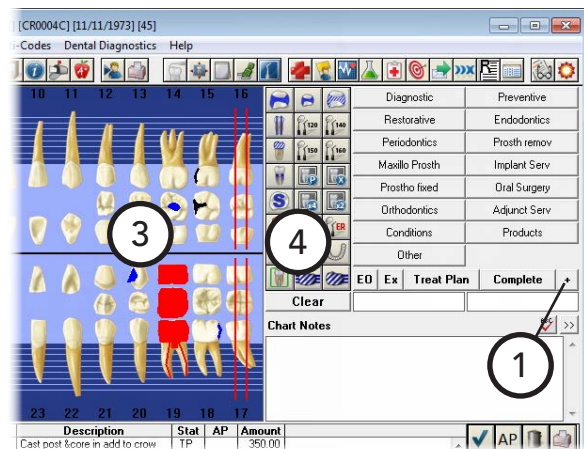 [CR0004C] [11/11/1973] [45]
-Codes Dental Diagnostics Help
10 11 12 13 14 15 16
120 140
150 160
P X
S x4 x2
ER
Diagnostic Preventive
Restorative Endodontics
Periodontics Prosth remov
Maxillo Prosth Implant Serv
Prostho fixed Oral Surgery
Orthodontics Adjunct Serv
Conditions Products
Other
3
4
EO Ex Treat Plan Complete +
Clear
Chart Notes >>
1
23 22 21 20 19 18 17
Description Stat AP Amount
Cast post &core in add to crow TP 350.00
AP